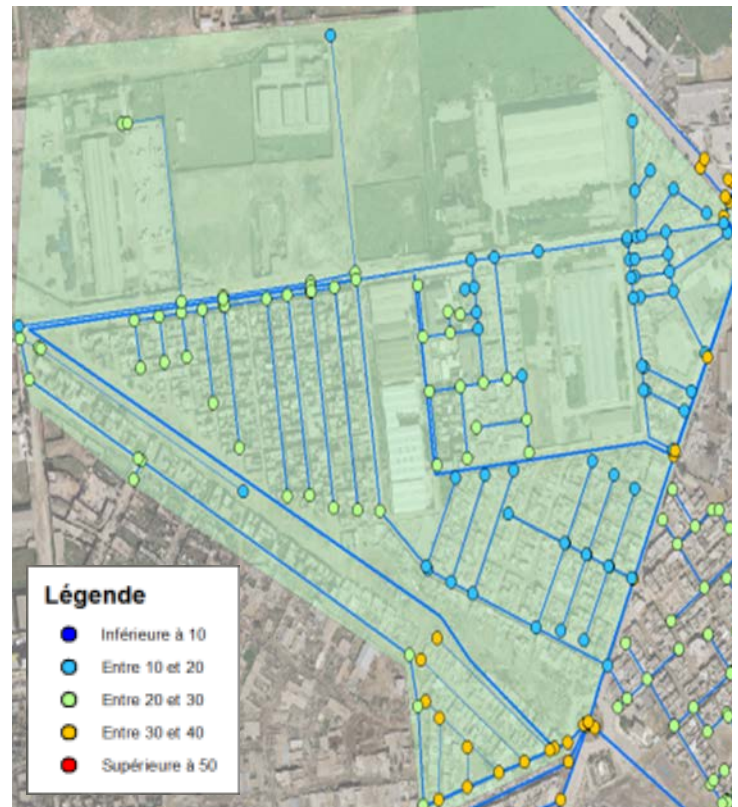 Légende
Inférieure à 10
Entre 10 et 20
Entre 20 et 30
Entre 30 et 40
Supérieure à 50